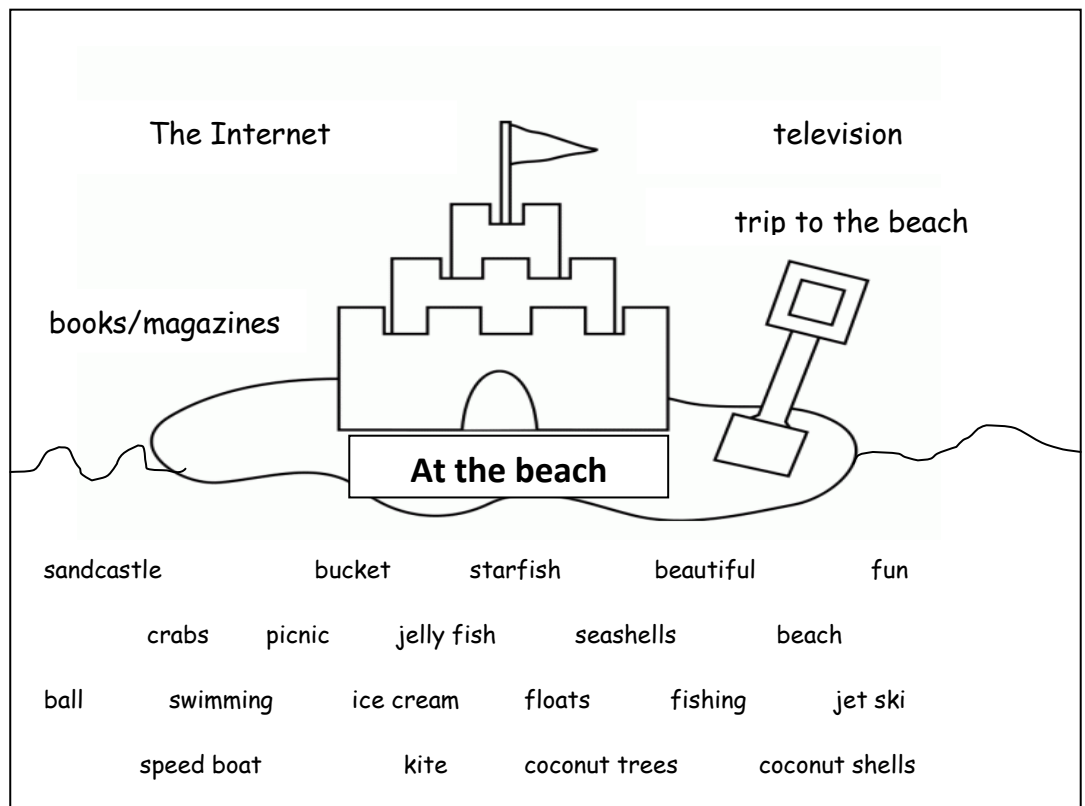 The Internet television
trip to the beach
books/magazines
At the beach
sandcastle bucket starfish beautiful fun
crabs picnic jelly fish seashells beach
ball swimming ice cream floats fishing jet ski
speed boat kite coconut trees coconut shells